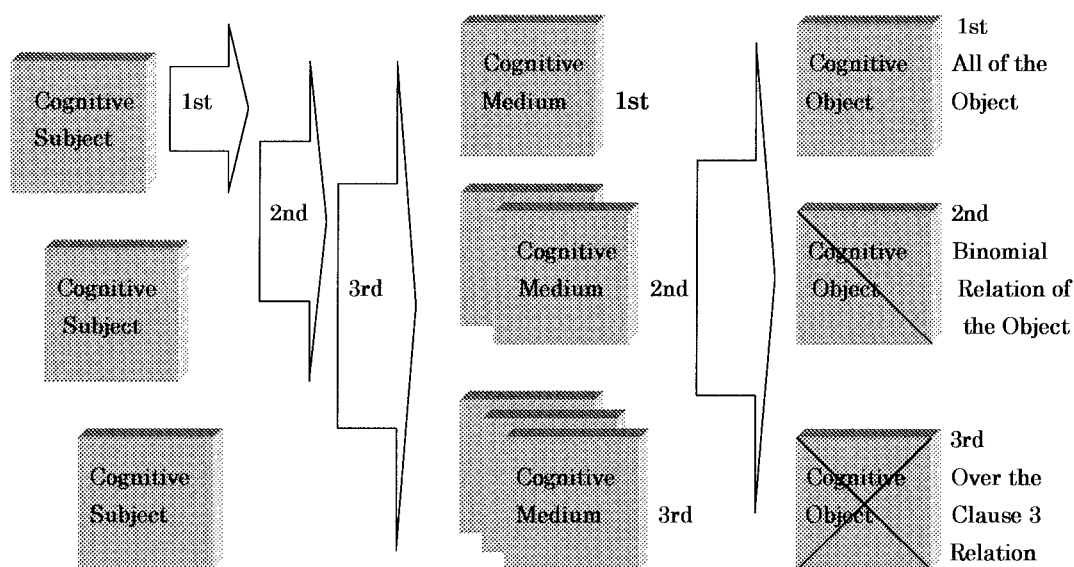 Cognitive
Subject
1st
Cognitive
Subject
Cognitive
Subject
2nd
3rd
Cognitive
Medium
1st
Cognitive
Medium
2nd
Cognitive
Medium
3rd
Cognitive
Object
1st
All of the
Object
Cognitive
Object
2nd
Binomial
Relation of
the Object
Cognitive
Object
3rd
Over the
Clause 3
Relation